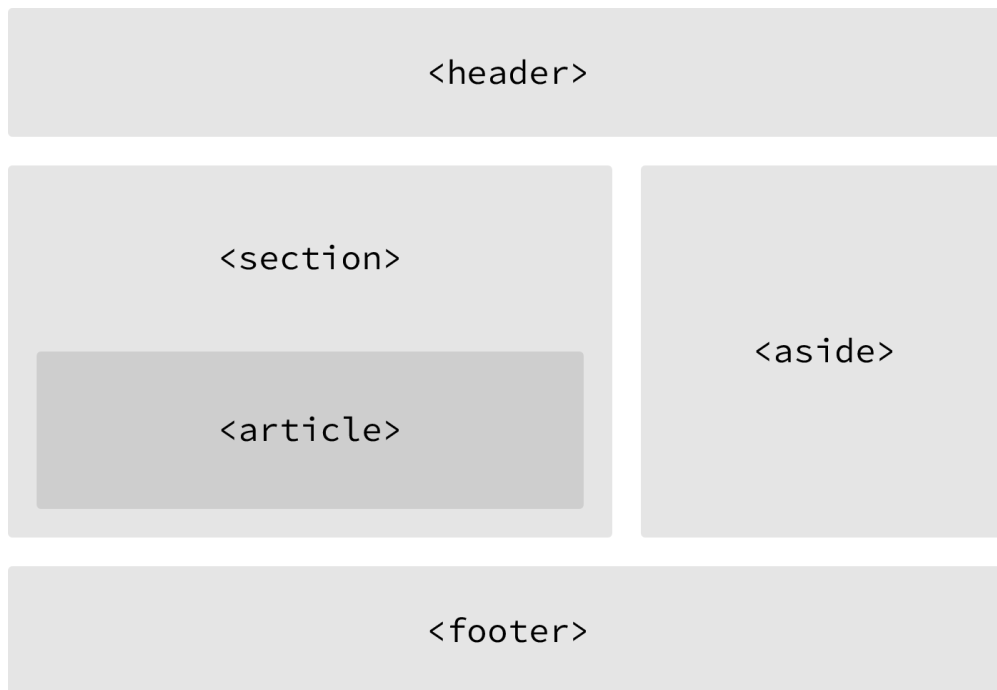 <header>
<section>
<article>
<aside>
<footer>